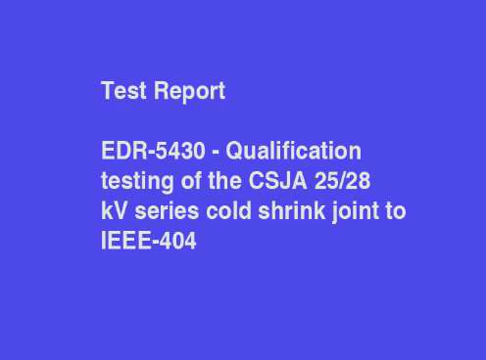 Test Report
EDR-5430 - Qualification
testing of the CSJA 25/28
kV series cold shrink joint to
IEEE-404